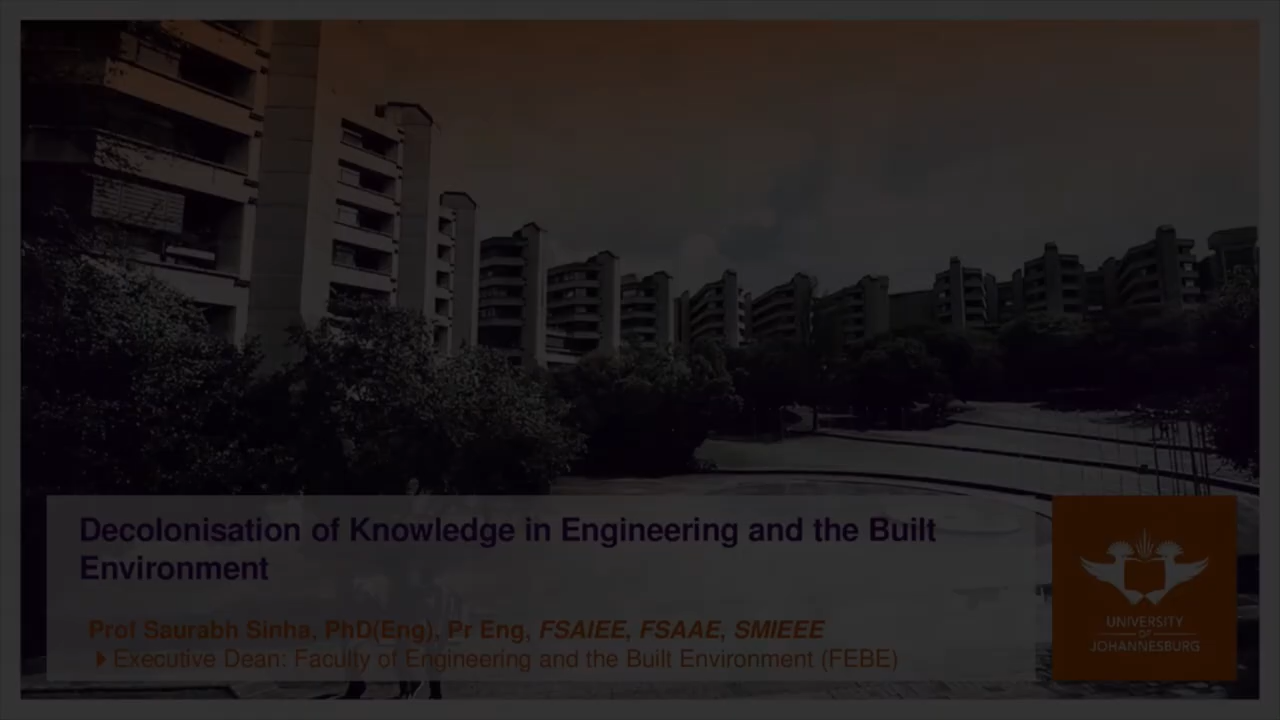 Decolonisation of Knowledge in Engineering and the Built
Environment
Prof Saurabh Sinha, PhD(Eng), Pr Eng, FSAIEE, FSAAE, SMIEEE
Executive Dean: Faculty of Engineering and the Built Environment (FEBE)
UNIVERSITY
OF
JOHANNESBURG